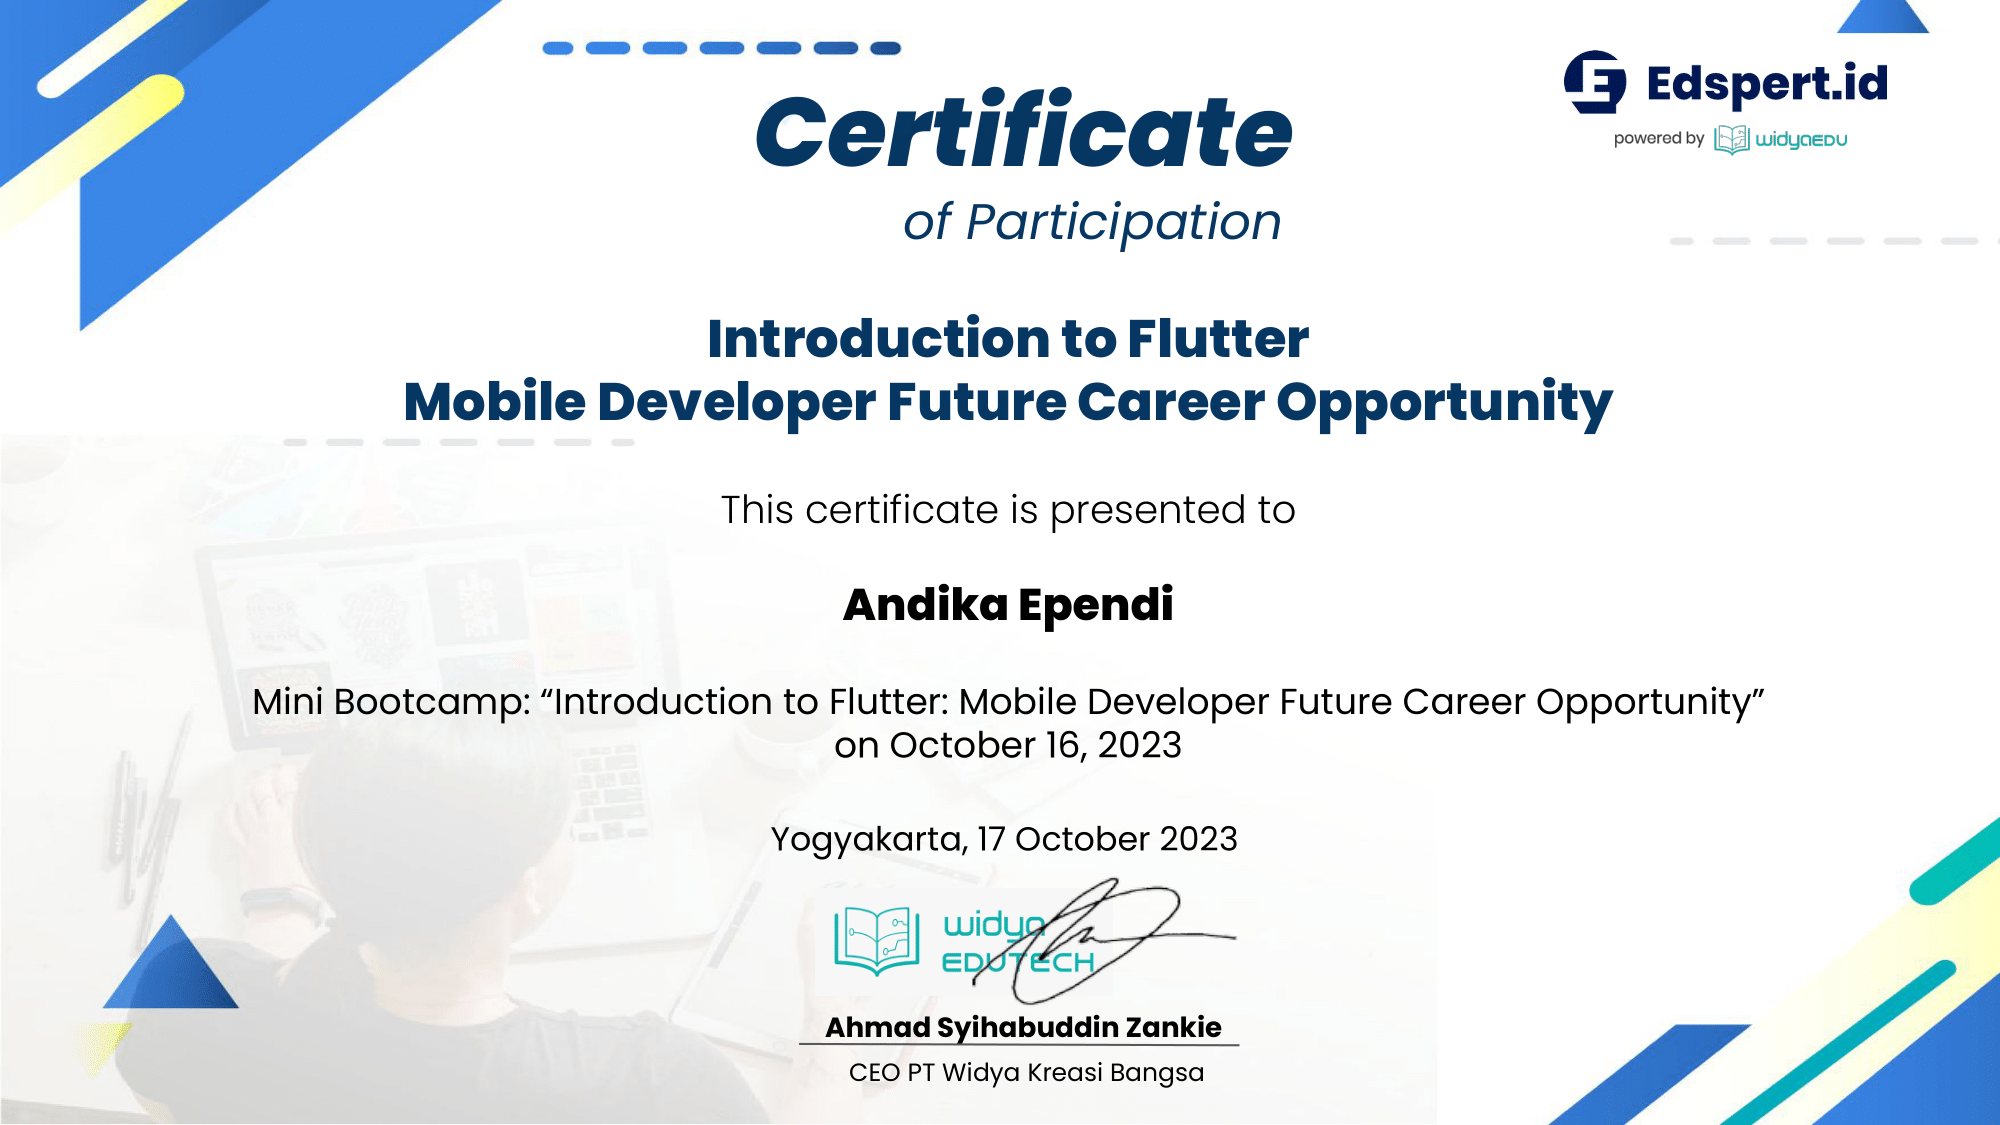 Edspert.id
powered by widyaEDU
Certificate
of Participation
Introduction to Flutter
Mobile Developer Future Career Opportunity
This certificate is presented to
Andika Ependi
Mini Bootcamp: “Introduction to Flutter: Mobile Developer Future Career Opportunity”
on October 16, 2023
Yogyakarta, 17 October 2023
widya
EDUTECH
Ahmad Syihabuddin Zankie
CEO PT Widya Kreasi Bangsa